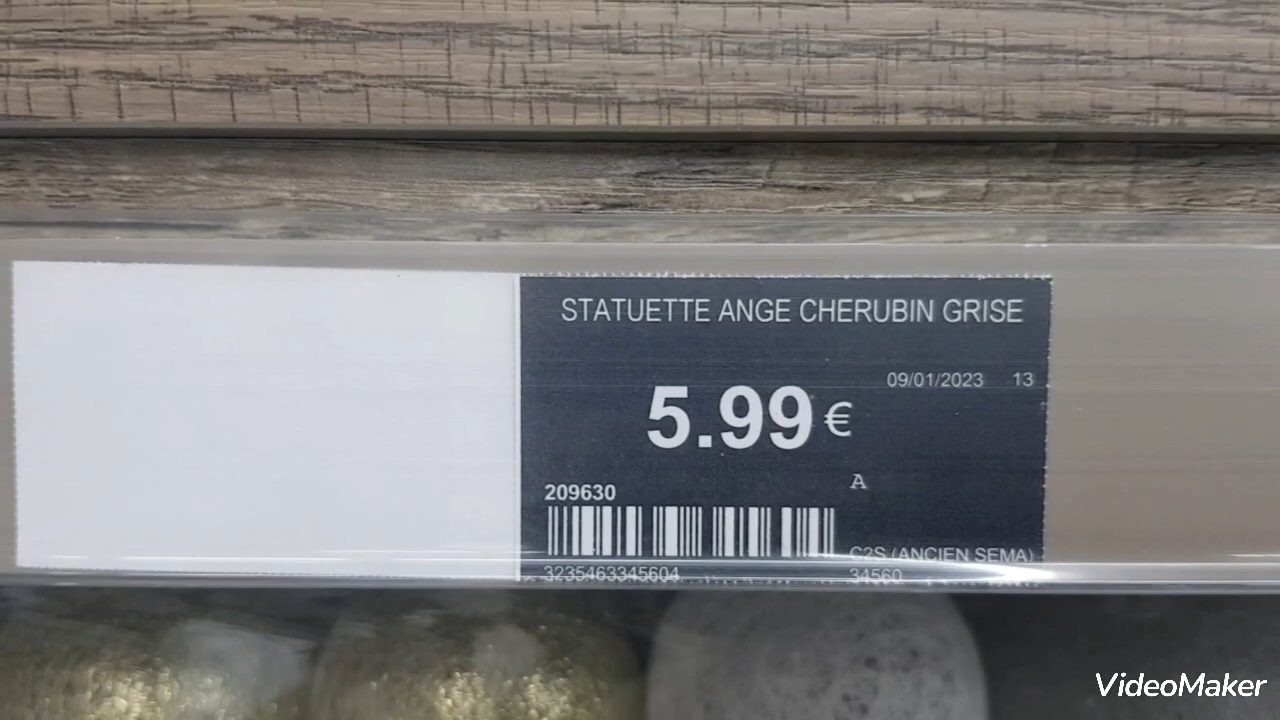 STATUETTE ANGE CHERUBIN GRISE
09/01/2023 13
5.99 €
A
209630
C2S (ANCIEN SEMA)
3235463345604 34560
VideoMaker